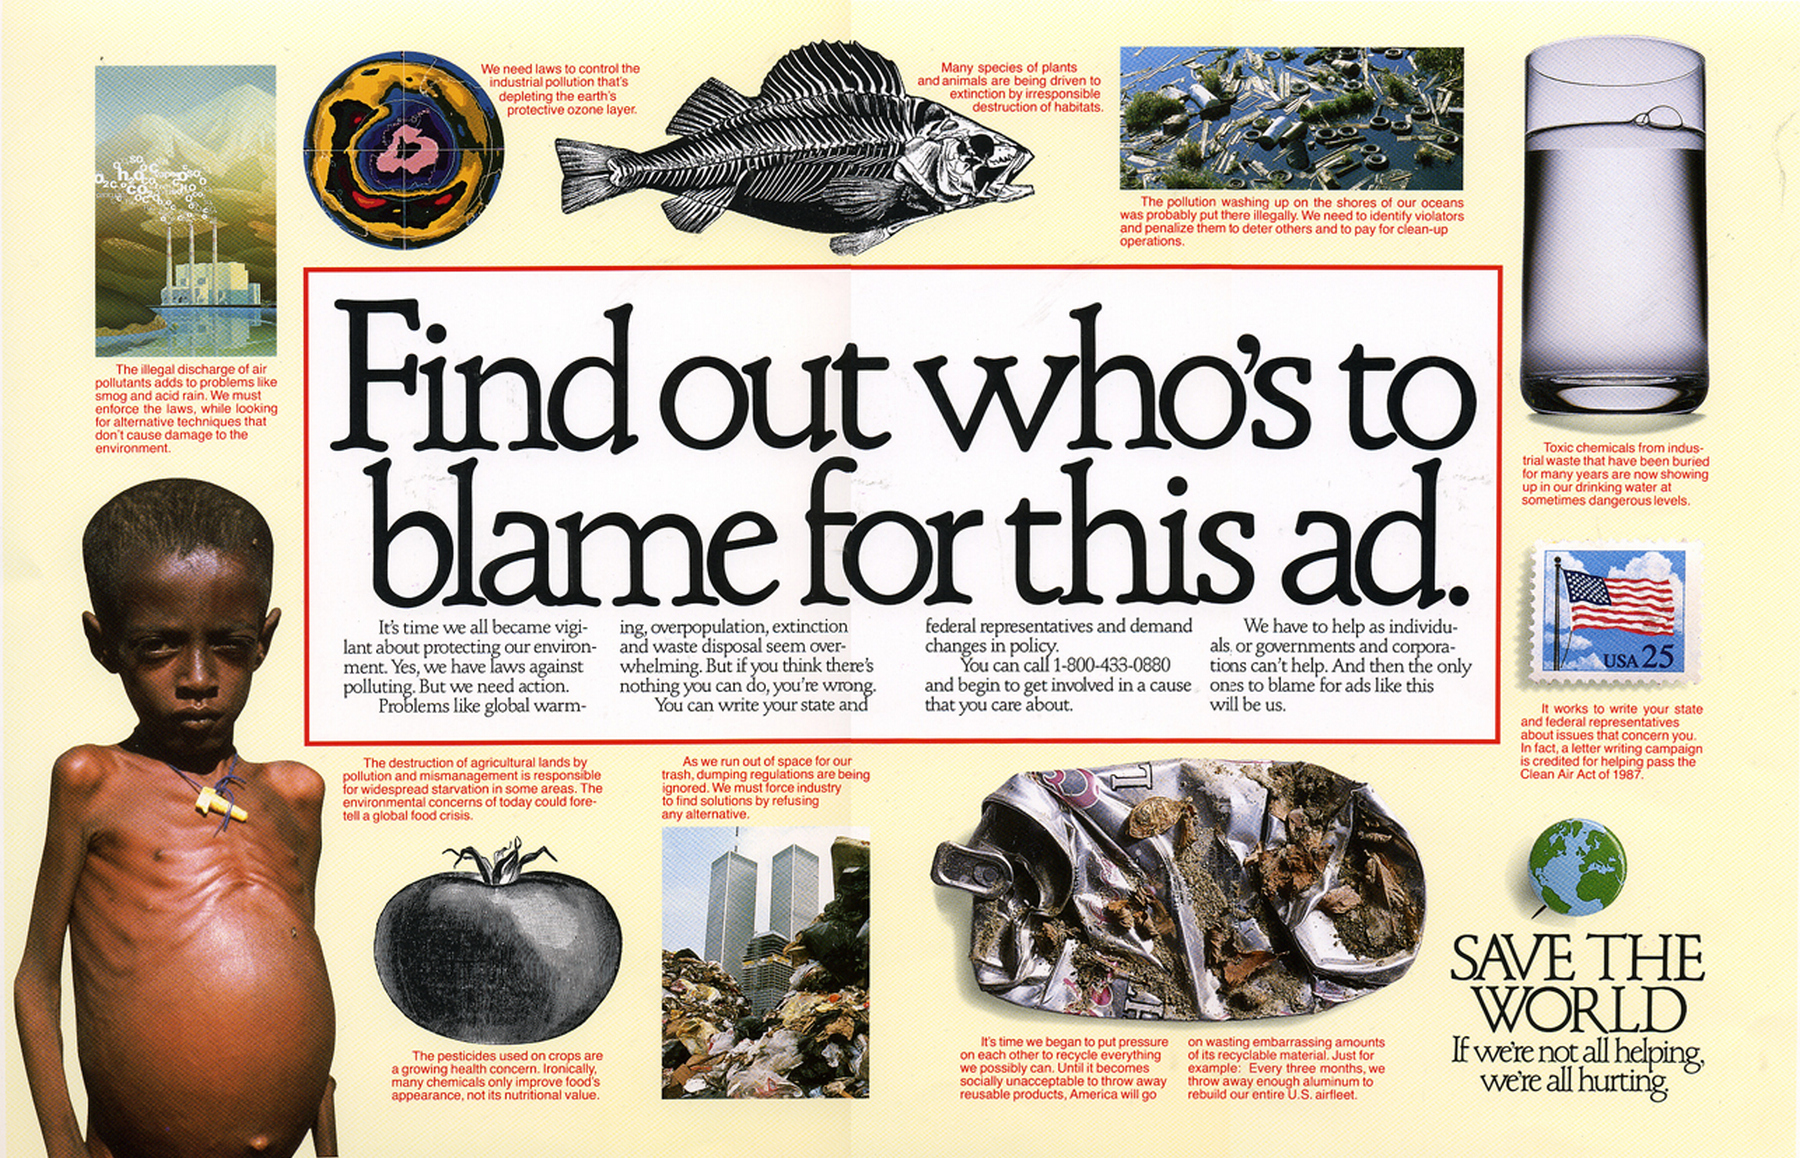 We need laws to control the
industrial pollution that's
depleting the earth's
protective ozone layer.
Many species of plants
and animals are being driven to
extinction by irresponsible
destruction of habitats.
The pollution washing up on the shores of our oceans
was probably put there illegally. We need to identify violators
and penalize them to deter others and to pay for clean-up
operations.
The illegal discharge of air
pollutants adds to problems like
smog and acid rain. We must
enforce the laws, while looking
for alternative techniques that
don't cause damage to the
environment.
Find out who's to
blame for this ad.
It's time we all became vigi-
lant about protecting our environ-
ment. Yes, we have laws against
polluting. But we need action.
Problems like global warm-
ing, overpopulation, extinction
and waste disposal seem over-
whelming. But if you think there's
nothing you can do, you're wrong.
You can write your state and
federal representatives and demand
changes in policy.
You can call 1-800-433-0880
and begin to get involved in a cause
that you care about.
We have to help as individu-
als, or governments and corpora-
tions can't help. And then the only
ones to blame for ads like this
will be us.
Toxic chemicals from indus-
trial waste that have been buried
for many years are now showing
up in our drinking water at
sometimes dangerous levels.
USA 25
It works to write your state
and federal representatives
about issues that concern you.
In fact, a letter writing campaign
is credited for helping pass the
Clean Air Act of 1987.
The destruction of agricultural lands by
pollution and mismanagement is responsible
for widespread starvation in some areas. The
environmental concerns of today could fore-
tell a global food crisis.
As we run out of space for our
trash, dumping regulations are being
ignored. We must force industry
to find solutions by refusing
any alternative.
The pesticides used on crops are
a growing health concern. Ironically,
many chemicals only improve food's
appearance, not its nutritional value.
It's time we began to put pressure
on each other to recycle everything
we possibly can. Until it becomes
socially unacceptable to throw away
reusable products, America will go
on wasting embarrassing amounts
of its recyclable material. Just for
example: Every three months, we
throw away enough aluminum to
rebuild our entire U.S. airfleet.
SAVE THE
WORLD
If we're not all helping,
we're all hurting.